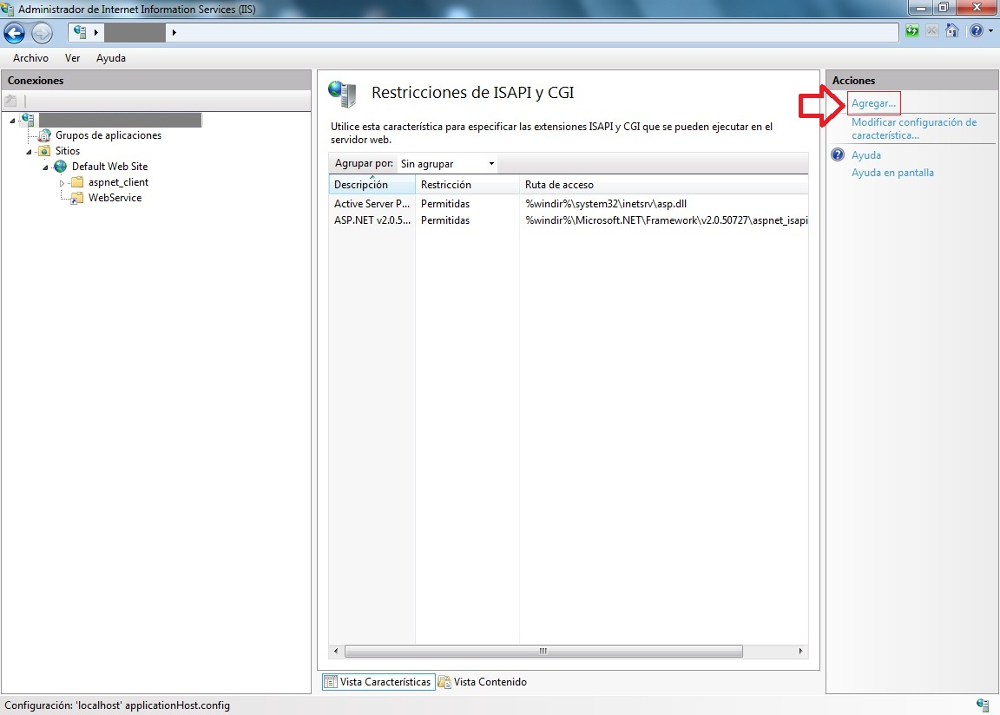 Administrador de Internet Information Services (IIS)
Archivo Ver Ayuda
Conexiones
Grupos de aplicaciones
Sitios
Default Web Site
aspnet_client
WebService
Restricciones de ISAPI y CGI
Utilice esta característica para especificar las extensiones ISAPI y CGI que se pueden ejecutar en el
servidor web.
Agrupar por: Sin agrupar
Descripción Restricción Ruta de acceso
Active Server P... Permitidas %windir%\system32\inetsrv\asp.dll
ASP.NET v2.0.5... Permitidas %windir%\Microsoft.NET\Framework\v2.0.50727\aspnet_isapi
Vista Características Vista Contenido
Acciones
Agregar...
Modificar configuración de
característica...
Ayuda
Ayuda en pantalla
Configuración: 'localhost' applicationHost.config